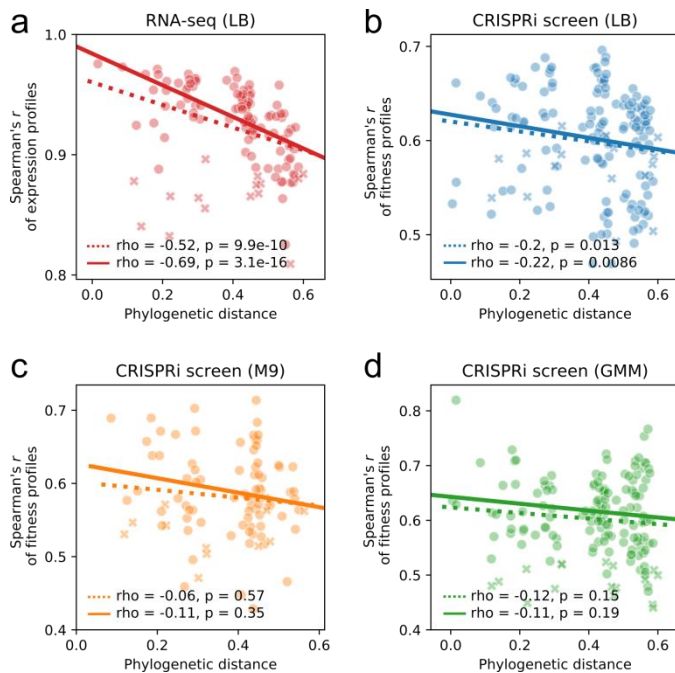 a
RNA-seq (LB)
Spearman's r
of expression profiles
1.0
0.9
0.8
rho = -0.52, p = 9.9e-10
rho = -0.69, p = 3.1e-16
0.0 0.2 0.4 0.6
Phylogenetic distance
b
CRISPRi screen (LB)
Spearman's r
of fitness profiles
0.7
0.6
0.5
rho = -0.2, p = 0.013
rho = -0.22, p = 0.0086
0.0 0.2 0.4 0.6
Phylogenetic distance
c
CRISPRi screen (M9)
Spearman's r
of fitness profiles
0.7
0.6
0.5
0.4
rho = -0.06, p = 0.57
rho = -0.11, p = 0.35
0.0 0.2 0.4 0.6
Phylogenetic distance
d
CRISPRi screen (GMM)
Spearman's r
of fitness profiles
0.8
0.7
0.6
0.5
0.4
rho = -0.12, p = 0.15
rho = -0.11, p = 0.19
0.0 0.2 0.4 0.6
Phylogenetic distance